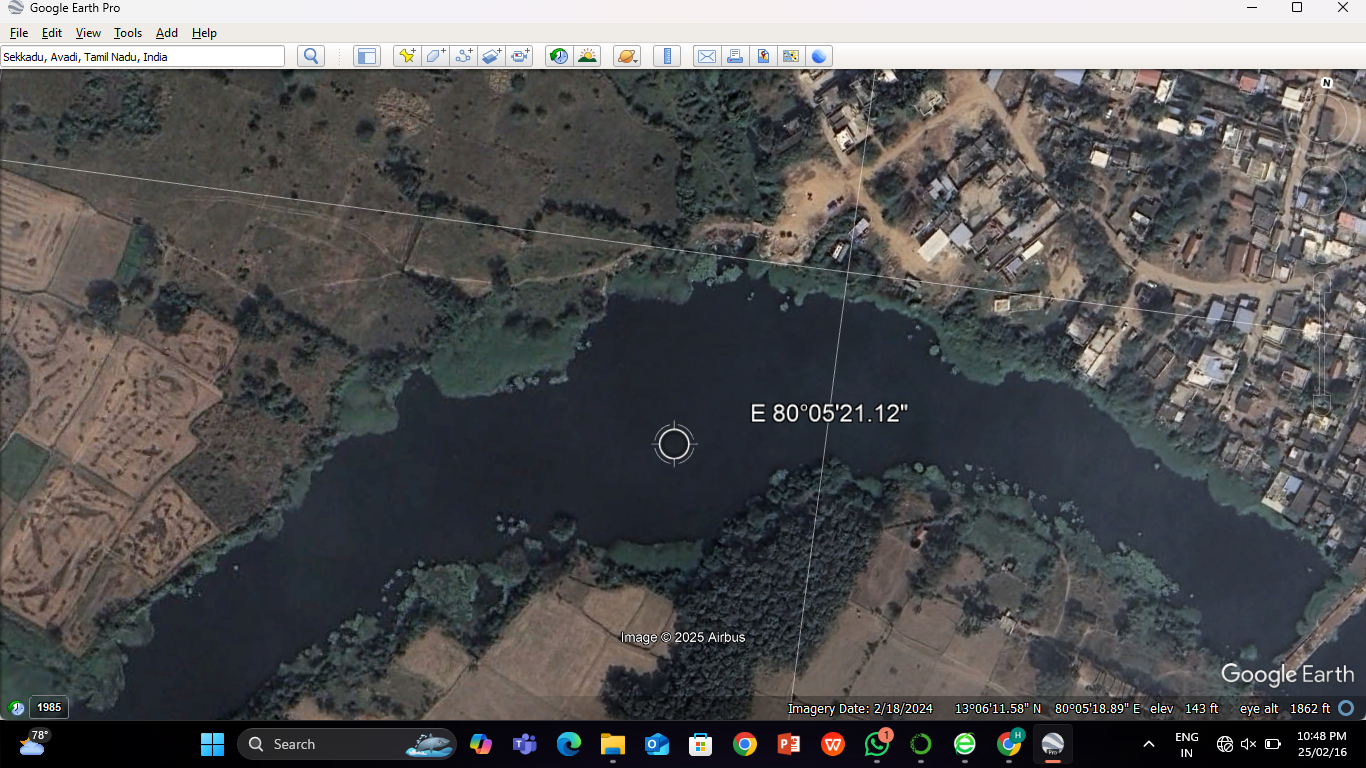 Google Earth Pro
File Edit View Tools Add Help
Sekkadu, Avadi, Tamil Nadu, India
N
E 80°05'21.12"
Image © 2025 Airbus
Google Earth
1985
Imagery Date: 2/18/2024 13°06'11.58" N 80°05'18.89" E elev 143 ft eye alt 1862 ft
78°
Search
1
H
Pro
ENG
IN
10:48 PM
25/02/16